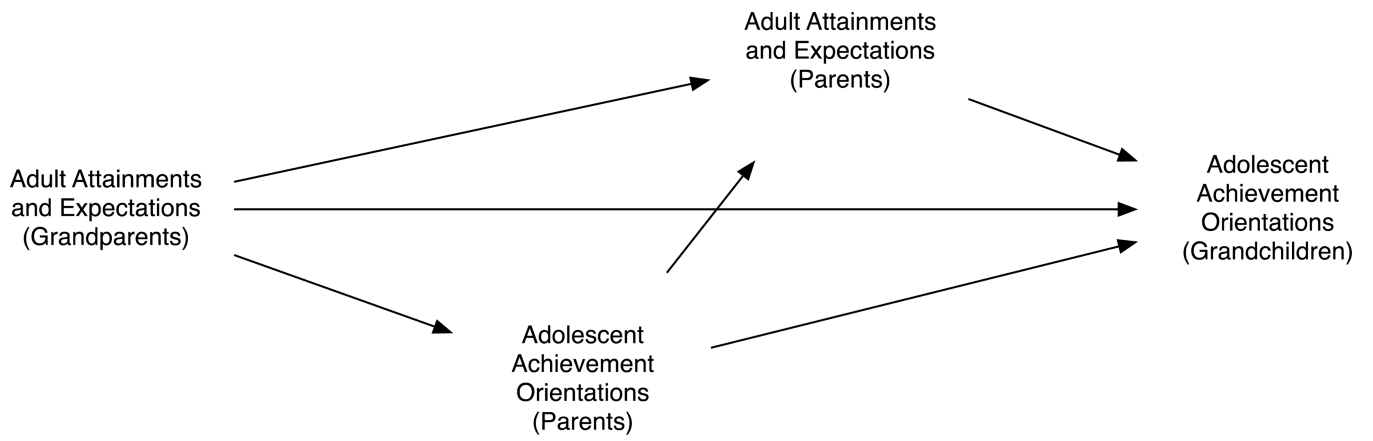 Adult Attainments
and Expectations
(Parents)
Adult Attainments
and Expectations
(Grandparents)
Adolescent
Achievement
Orientations
(Grandchildren)
Adolescent
Achievement
Orientations
(Parents)